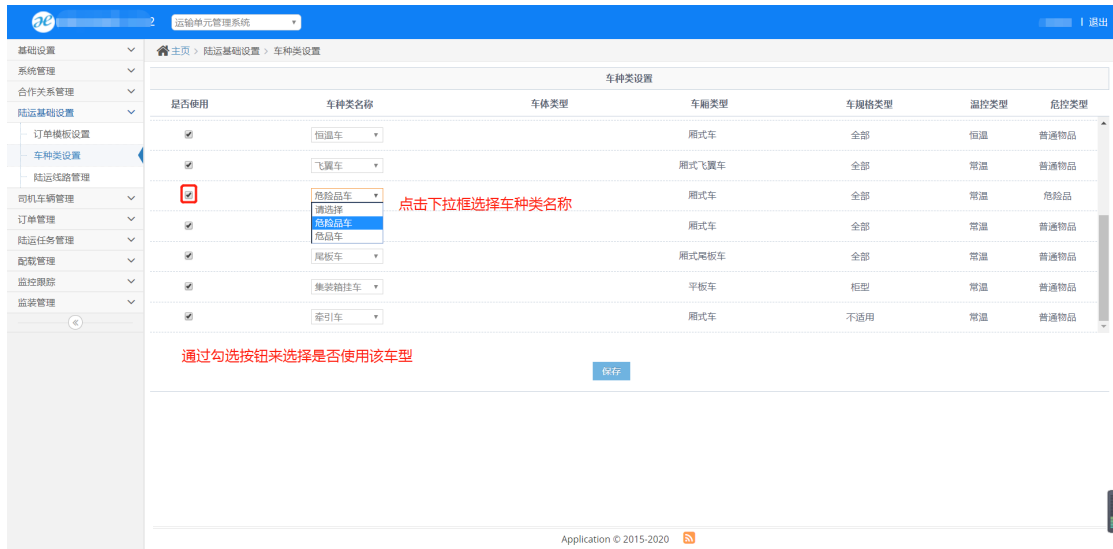 2 运输单元管理系统 | 退出
基础设置
系统管理
合作关系管理
陆运基础设置
订单模板设置
车种类设置
陆运线路管理
司机车辆管理
订单管理
陆运任务管理
配载管理
监控跟踪
监装管理
主页 > 陆运基础设置 > 车种类设置
车种类设置
是否使用 车种类名称 车体类型 车厢类型 车规格类型 温控类型 危控类型
恒温车 厢式车 全部 恒温 普通物品
飞翼车 厢式飞翼车 全部 常温 普通物品
危险品车 厢式车 全部 常温 危险品
请选择
危险品车
危品车
点击下拉框选择车种类名称
厢式车 全部 常温 普通物品
尾板车 厢式尾板车 全部 常温 普通物品
集装箱挂车 平板车 柜型 常温 普通物品
牵引车 厢式车 不适用 常温 普通物品
通过勾选按钮来选择是否使用该车型
保存
Application © 2015-2020